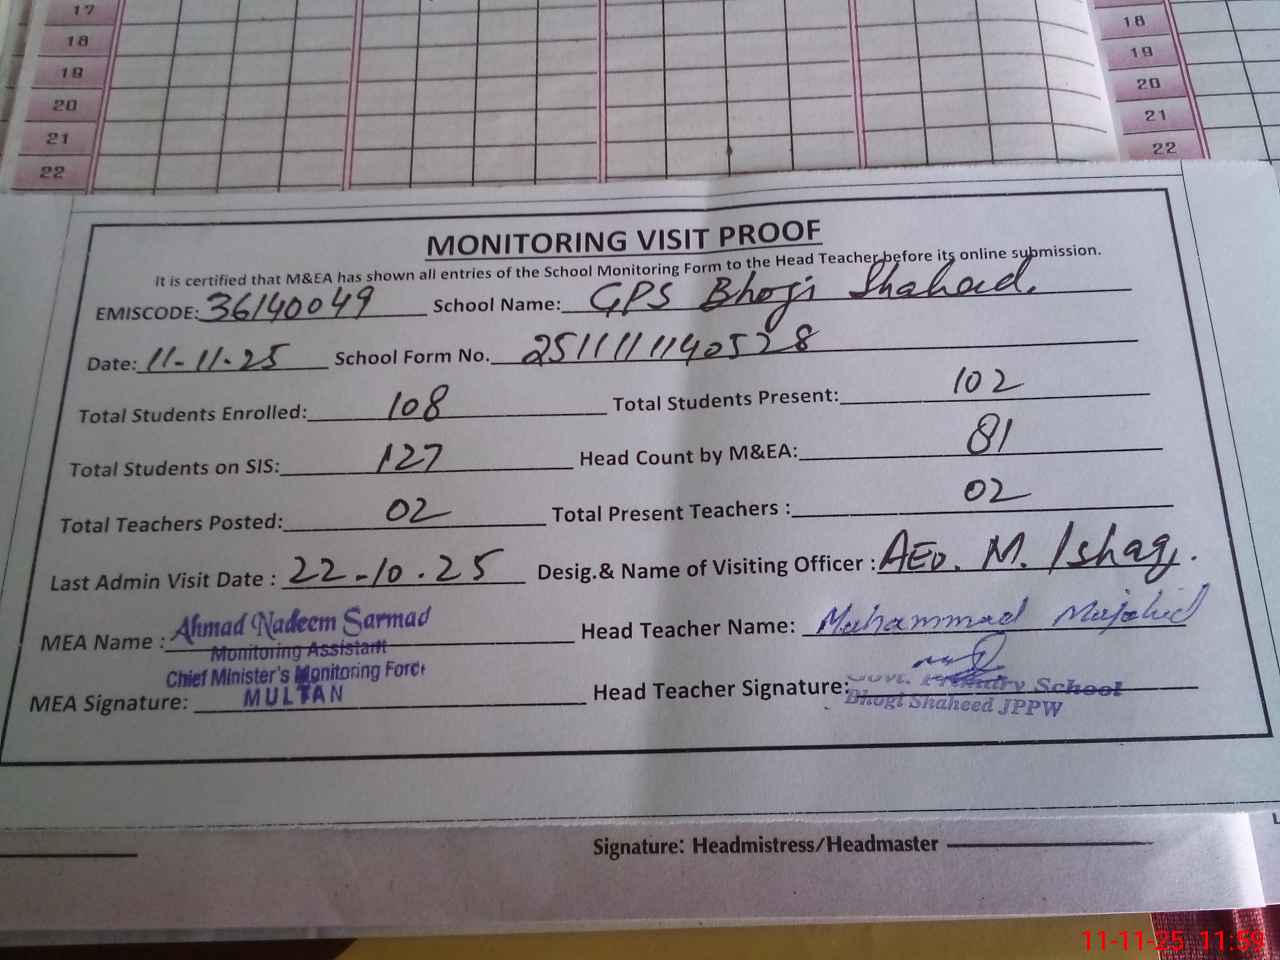 17
18
19
20
21
22
18
19
20
21
22
MONITORING VISIT PROOF
It is certified that M&EA has shown all entries of the School Monitoring Form to the Head Teacher before its online submission.
EMISCODE: 36140049 School Name: GPS Bhogi Shahad.
Date: 11-11-25 School Form No. 2511111140528
Total Students Enrolled: 108 Total Students Present: 102
Total Students on SIS: 127 Head Count by M&EA: 81
Total Teachers Posted: 02 Total Present Teachers : 02
Last Admin Visit Date : 22-10-25 Desig.& Name of Visiting Officer : AEO. M. Ishaq.
MEA Name : Ahmad Nadeem Sarmad Head Teacher Name: Muhammad Mujahid
Monitoring Assistant
Chief Minister's Monitoring Force
MULTAN
MEA Signature: Head Teacher Signature:
Govt. Primary School
Bhogi Shaheed JPPW
Signature: Headmistress/Headmaster
11-11-25 11:59